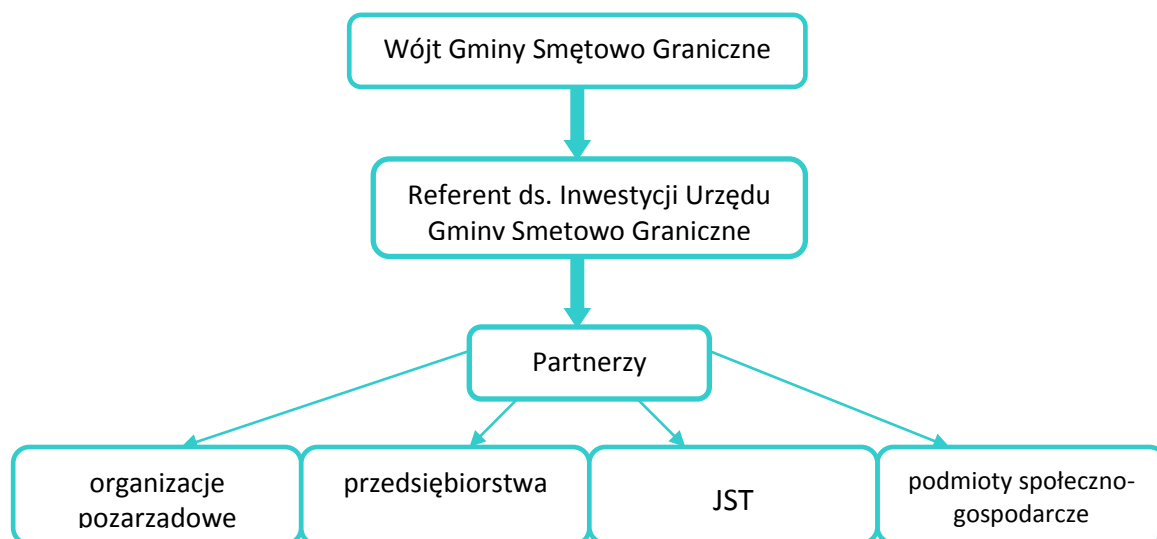 Wójt Gminy Smętowo Graniczne
Referent ds. Inwestycji Urzędu
Gminy Smętowo Graniczne
Partnerzy
organizacje
pozarządowe
przedsiębiorstwa
JST
podmioty społeczno-
gospodarcze